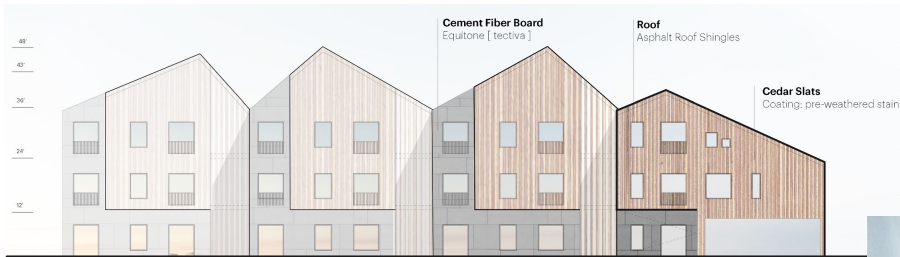 Cement Fiber Board
Equitone [ tectiva ]
Roof
Asphalt Roof Shingles
Cedar Slats
Coating: pre-weathered stain
48'
43'
36'
24'
12'